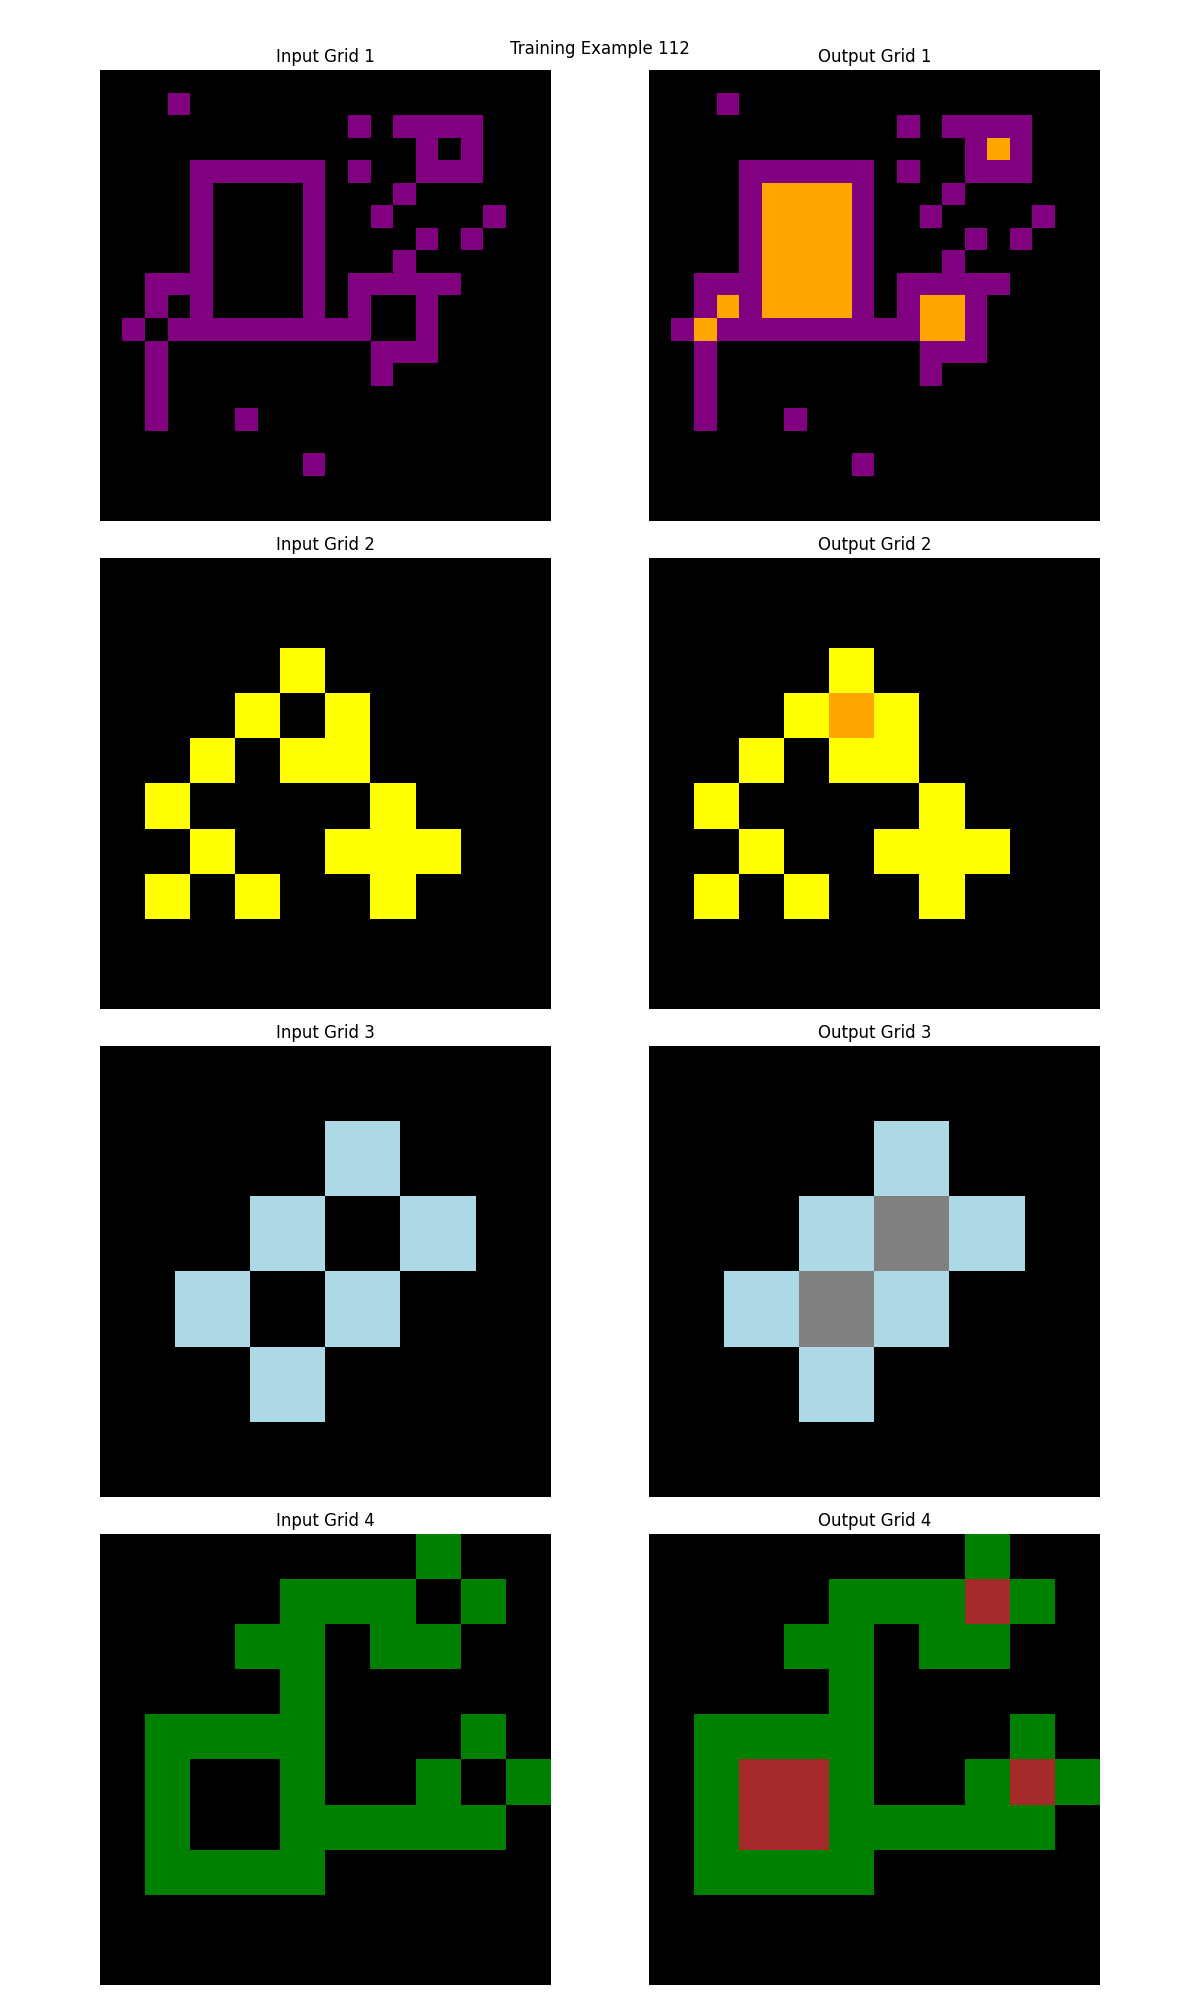 Training Example 112
Input Grid 1
Output Grid 1
Input Grid 2
Output Grid 2
Input Grid 3
Output Grid 3
Input Grid 4
Output Grid 4